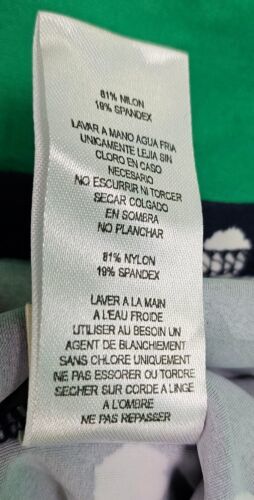 81% NILON
19% SPANDEX
LAVAR A MANO AGUA FRIA
UNICAMENTE LEJIA SIN
CLORO EN CASO
NECESARIO
NO ESCURRIR NI TORCER
SECAR COLGADO
EN SOMBRA
NO PLANCHAR
81% NYLON
19% SPANDEX
LAVER A LA MAIN
A L'EAU FROIDE
UTILISER AU BESOIN UN
AGENT DE BLANCHIEMENT
SANS CHLORE UNIQUEMENT
NE PAS ESSORER OU TORDRE
SECHER SUR CORDE A LINGE
A L'OMBRE
NE PAS REPASSER